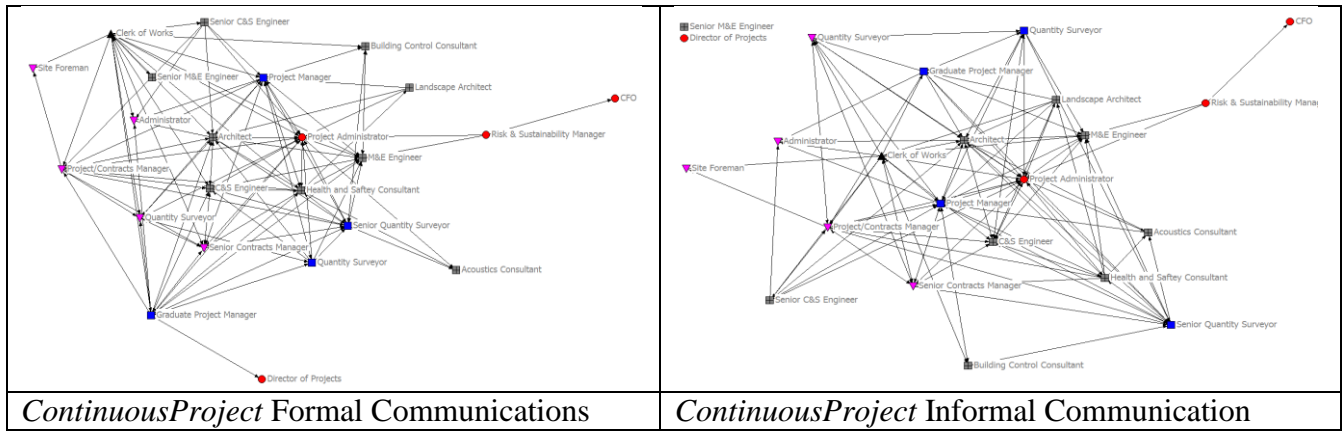 Senior C&S Engineer
Clerk of Works
Building Control Consultant
Site Foreman
Senior M&E Engineer
Project Manager
Landscape Architect
CFO
Administrator
Architect
Project Administrator
Risk & Sustainability Manager
M&E Engineer
Project/Contracts Manager
C&S Engineer
Health and Saftey Consultant
Quantity Surveyor
Senior Quantity Surveyor
Senior Contracts Manager
Quantity Surveyor
Acoustics Consultant
Graduate Project Manager
Director of Projects
ContinuousProject Formal Communications
Senior M&E Engineer
Director of Projects
CFO
Quantity Surveyor
Quantity Surveyor
Graduate Project Manager
Landscape Architect
Risk & Sustainability Mana
M&E Engineer
Administrator
Architect
Clerk of Works
Site Foreman
Project Administrator
Project Manager
Project/Contracts Manager
Acoustics Consultant
C&S Engineer
Health and Saftey Consultant
Senior Contracts Manager
Senior C&S Engineer
Senior Quantity Surveyor
Building Control Consultant
ContinuousProject Informal Communication